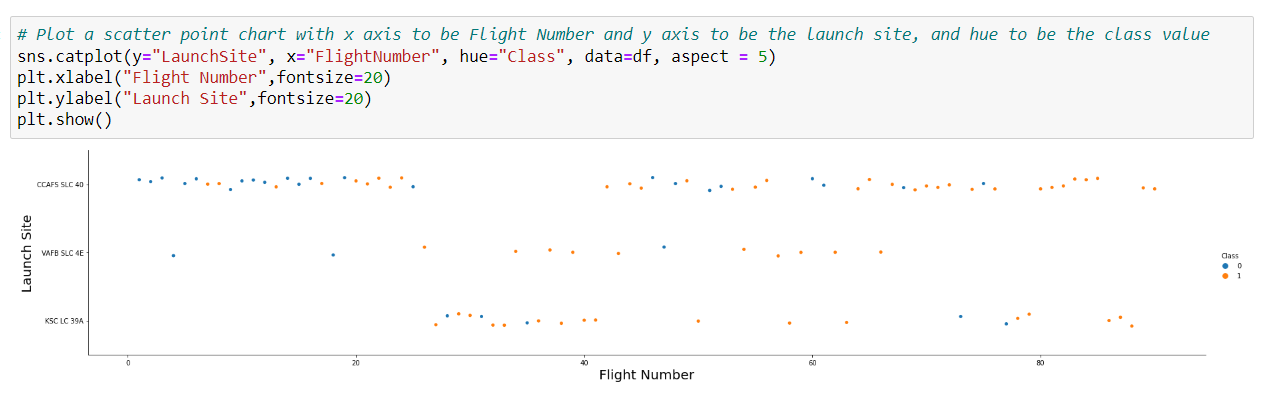 # Plot a scatter point chart with x axis to be Flight Number and y axis to be the launch site, and hue to be the class value
sns.catplot(y="LaunchSite", x="FlightNumber", hue="Class", data=df, aspect = 5)
plt.xlabel("Flight Number",fontsize=20)
plt.ylabel("Launch Site",fontsize=20)
plt.show()
CCAFS SLC 40
VAFB SLC 4E
KSC LC 39A
Launch Site
Class
0
1
0 20 40 60 80
Flight Number